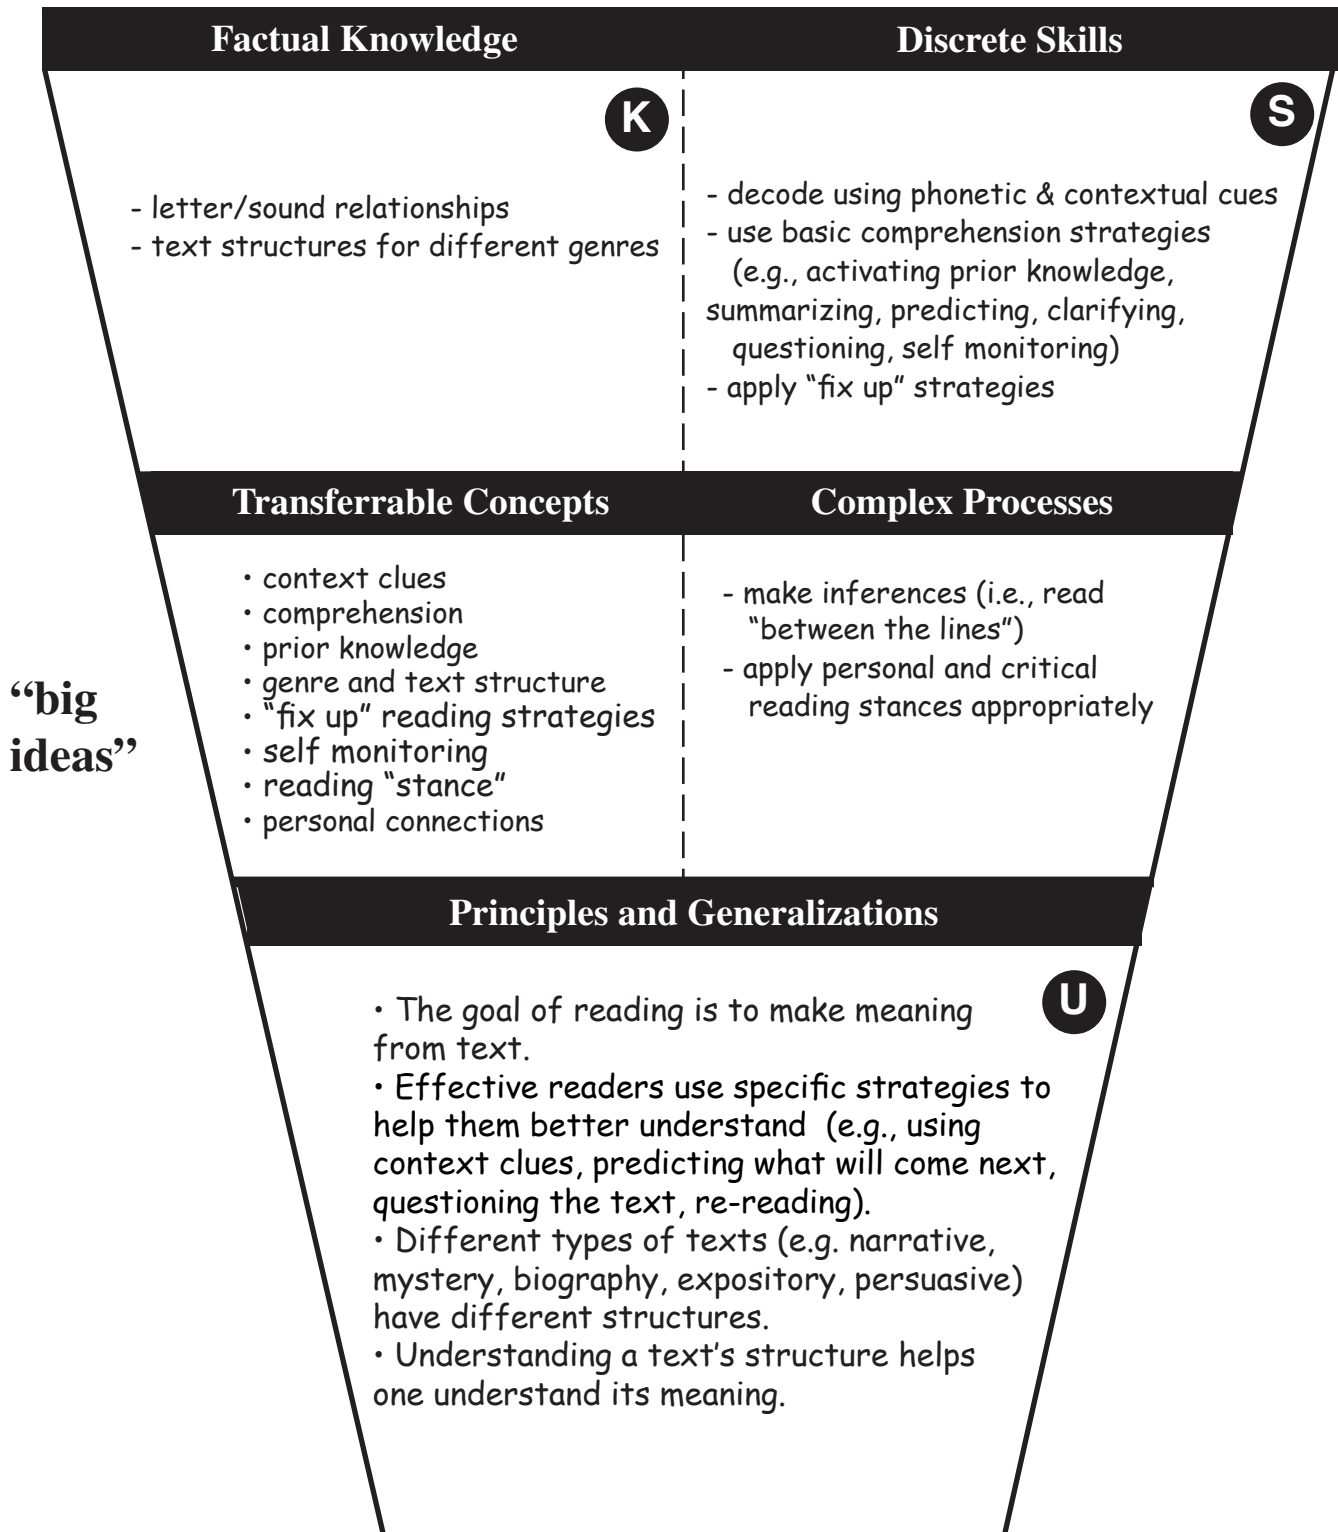 Factual Knowledge
Discrete Skills
K
- letter/sound relationships
- text structures for different genres
S
- decode using phonetic & contextual cues
- use basic comprehension strategies
(e.g., activating prior knowledge,
summarizing, predicting, clarifying,
questioning, self monitoring)
- apply “fix up” strategies
Transferrable Concepts
Complex Processes
“big
ideas”
• context clues
• comprehension
• prior knowledge
• genre and text structure
• “fix up” reading strategies
• self monitoring
• reading “stance”
• personal connections
- make inferences (i.e., read
“between the lines”)
- apply personal and critical
reading stances appropriately
Principles and Generalizations
U
• The goal of reading is to make meaning
from text.
• Effective readers use specific strategies to
help them better understand (e.g., using
context clues, predicting what will come next,
questioning the text, re-reading).
• Different types of texts (e.g. narrative,
mystery, biography, expository, persuasive)
have different structures.
• Understanding a text’s structure helps
one understand its meaning.